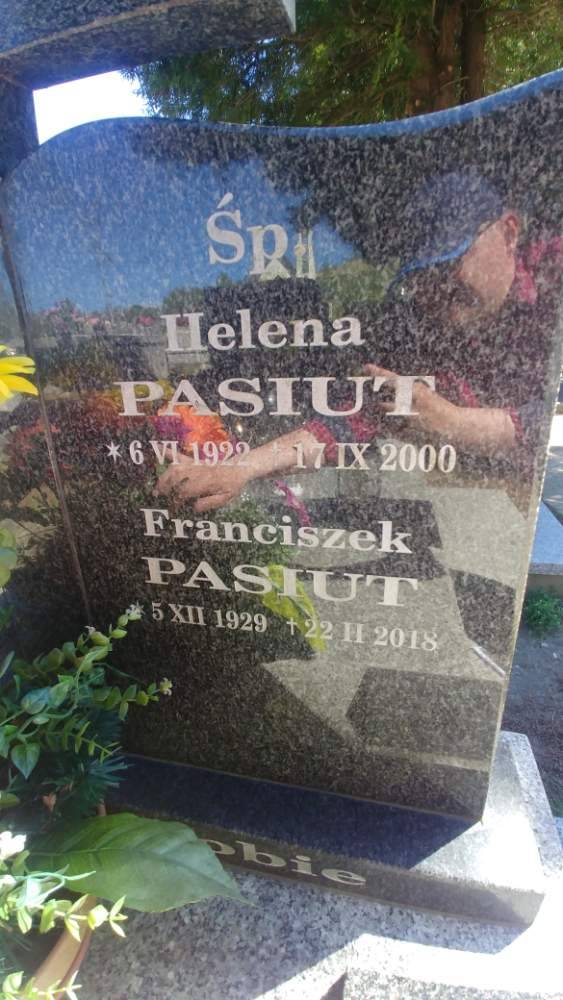 Śp.
Helena
PASIUT
* 6 VI 1922 † 17 IX 2000
Franciszek
PASIUT
* 5 XII 1929 † 22 II 2018